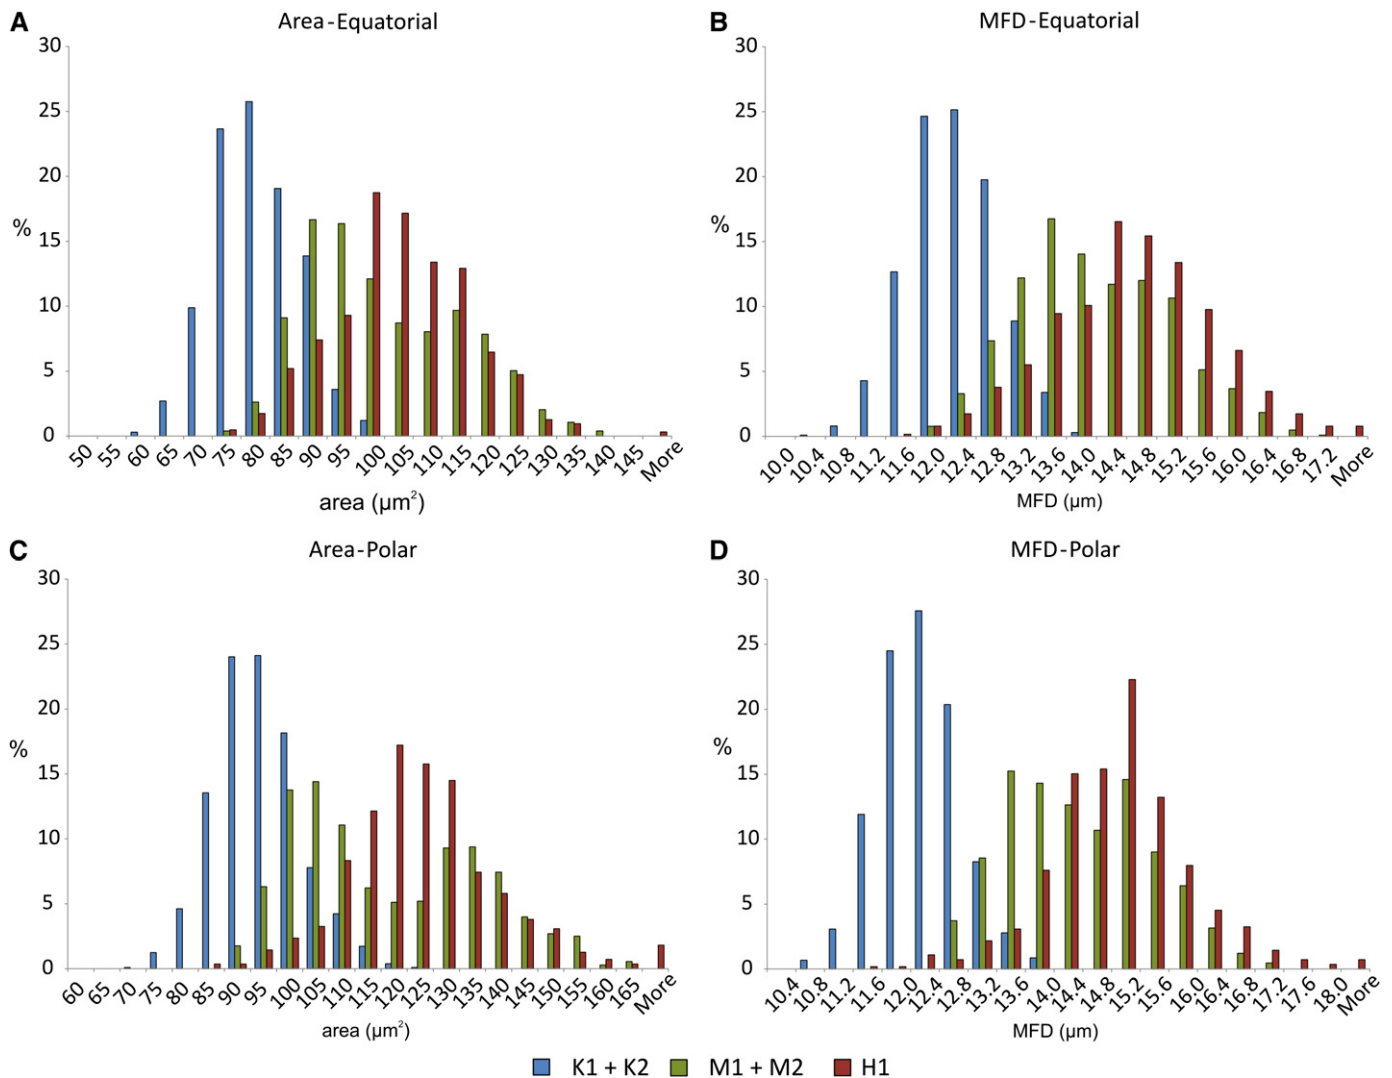 A Area-Equatorial
30
25
20
% 15
10
5
0
50 55 60 65 70 75 80 85 90 95 100 105 110 115 120 125 130 135 140 145 More
area (µm²)
B MFD-Equatorial
30
25
20
% 15
10
5
0
10.0 10.4 10.8 11.2 11.6 12.0 12.4 12.8 13.2 13.6 14.0 14.4 14.8 15.2 15.6 16.0 16.4 16.8 17.2 More
MFD (µm)
C Area-Polar
30
25
20
% 15
10
5
0
60 65 70 75 80 85 90 95 100 105 110 115 120 125 130 135 140 145 150 155 160 165 More
area (µm²)
D MFD-Polar
30
25
20
% 15
10
5
0
10.4 10.8 11.2 11.6 12.0 12.4 12.8 13.2 13.6 14.0 14.4 14.8 15.2 15.6 16.0 16.4 16.8 17.2 17.6 18.0 More
MFD (µm)
K1 + K2 M1 + M2 H1